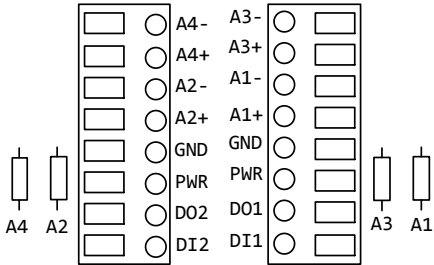 A4- A3-
A4+ A3+
A2- A1-
A2+ A1+
GND GND
PWR PWR
DO2 DO1
DI2 DI1
A4 A2 A3 A1